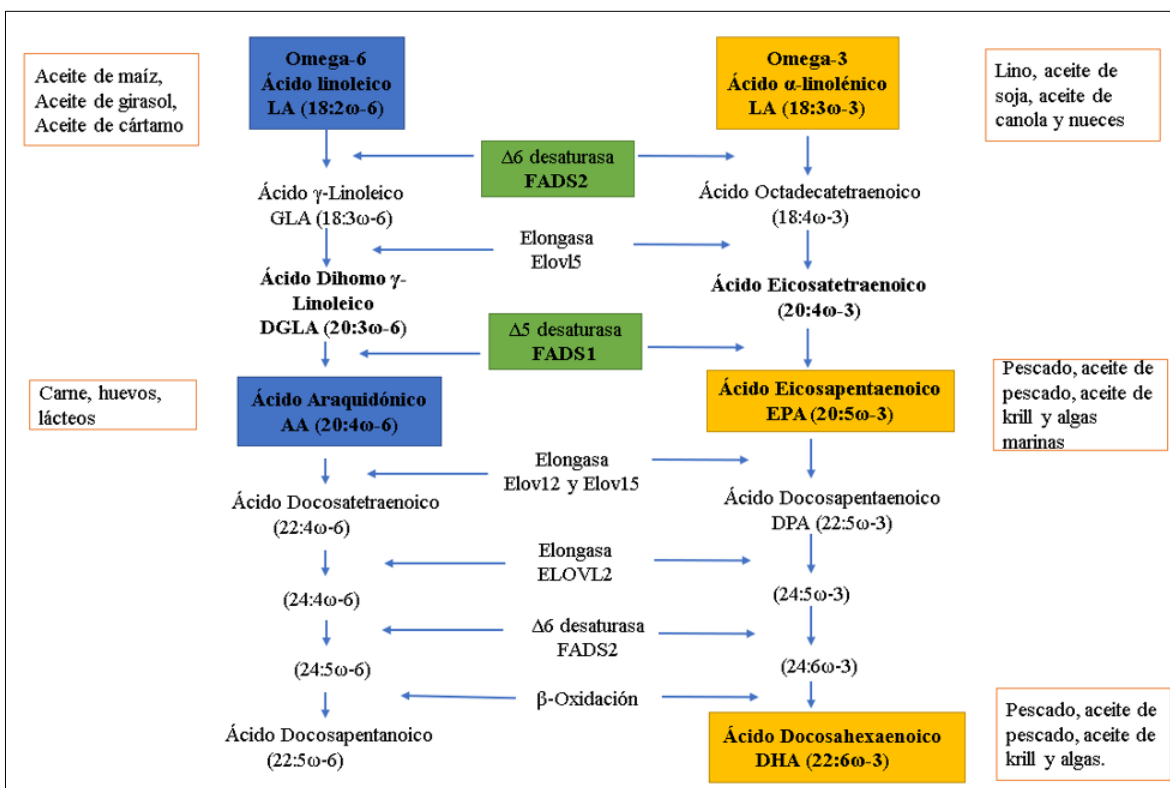 Aceite de maíz,
Aceite de girasol,
Aceite de cártamo
Omega-6
Ácido linoleico
LA (18:2ω-6)
Omega-3
Ácido α-linolénico
LA (18:3ω-3)
Lino, aceite de
soja, aceite de
canola y nueces
Δ6 desaturasa
FADS2
Ácido γ-Linoleico
GLA (18:3ω-6)
Ácido Octadecatetraenoico
(18:4ω-3)
Elongasa
Elovl5
Ácido Dihomo γ-
Linoleico
DGLA (20:3ω-6)
Ácido Eicosatetraenoico
(20:4ω-3)
Δ5 desaturasa
FADS1
Carne, huevos,
lácteos
Ácido Araquidónico
AA (20:4ω-6)
Ácido Eicosapentaenoico
EPA (20:5ω-3)
Pescado, aceite de
pescado, aceite de
krill y algas
marinas
Elongasa
Elov12 y Elov15
Ácido Docosatetraenoico
(22:4ω-6)
Ácido Docosapentaenoico
DPA (22:5ω-3)
Elongasa
ELOVL2
(24:4ω-6)
(24:5ω-3)
Δ6 desaturasa
FADS2
(24:5ω-6)
(24:6ω-3)
β-Oxidación
Ácido Docosapentanoico
(22:5ω-6)
Ácido Docosahexaenoico
DHA (22:6ω-3)
Pescado, aceite de
pescado, aceite de
krill y algas.